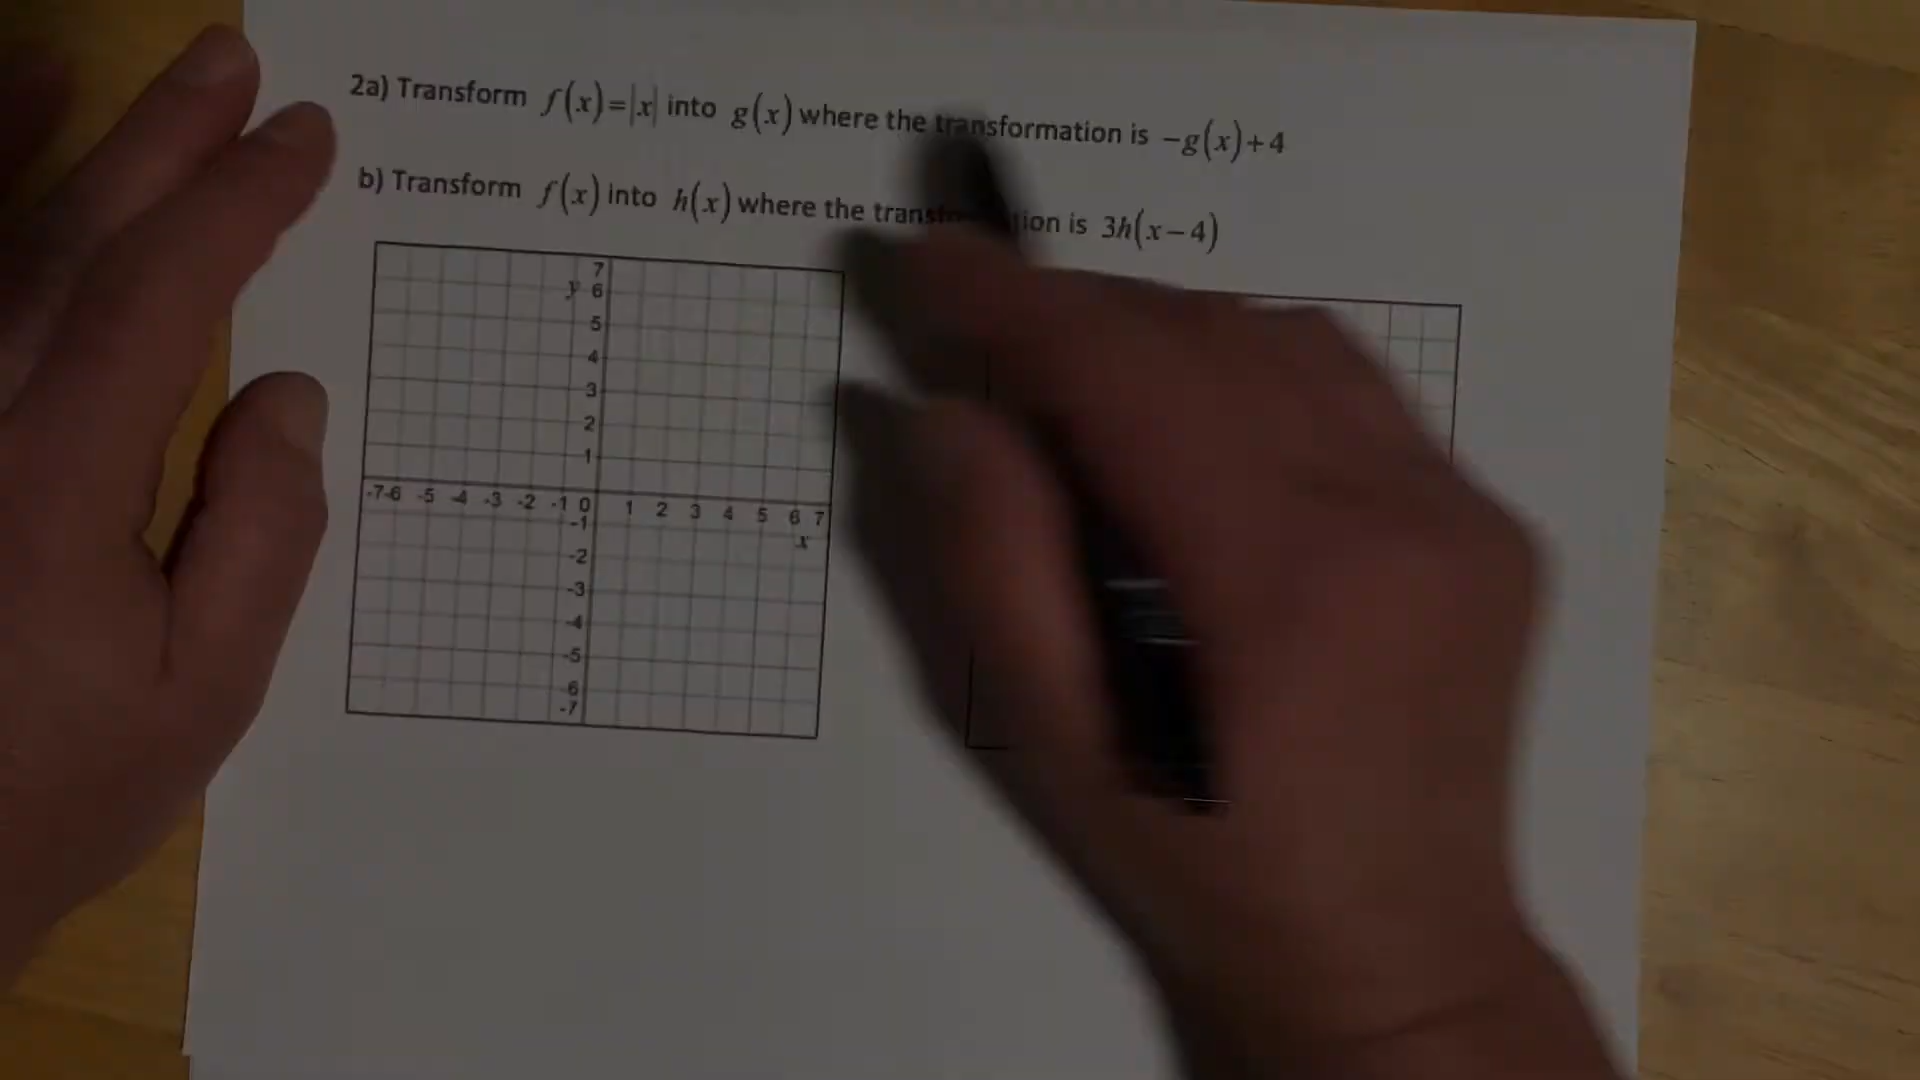 2a) Transform f(x)=|x| into g(x) where the transformation is −g(x)+4
b) Transform f(x) into h(x) where the transformation is 3h(x−4)
7
y 6
5
4
3
2
1
-7 -6 -5 -4 -3 -2 -1 0 1 2 3 4 5 6 7
-1
x
-2
-3
-4
-5
-6
-7